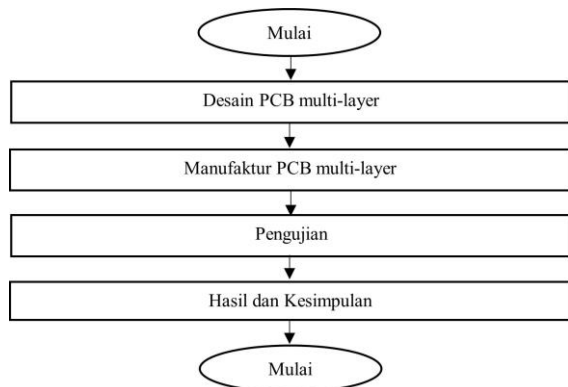 Mulai
Desain PCB multi-layer
Manufaktur PCB multi-layer
Pengujian
Hasil dan Kesimpulan
Mulai